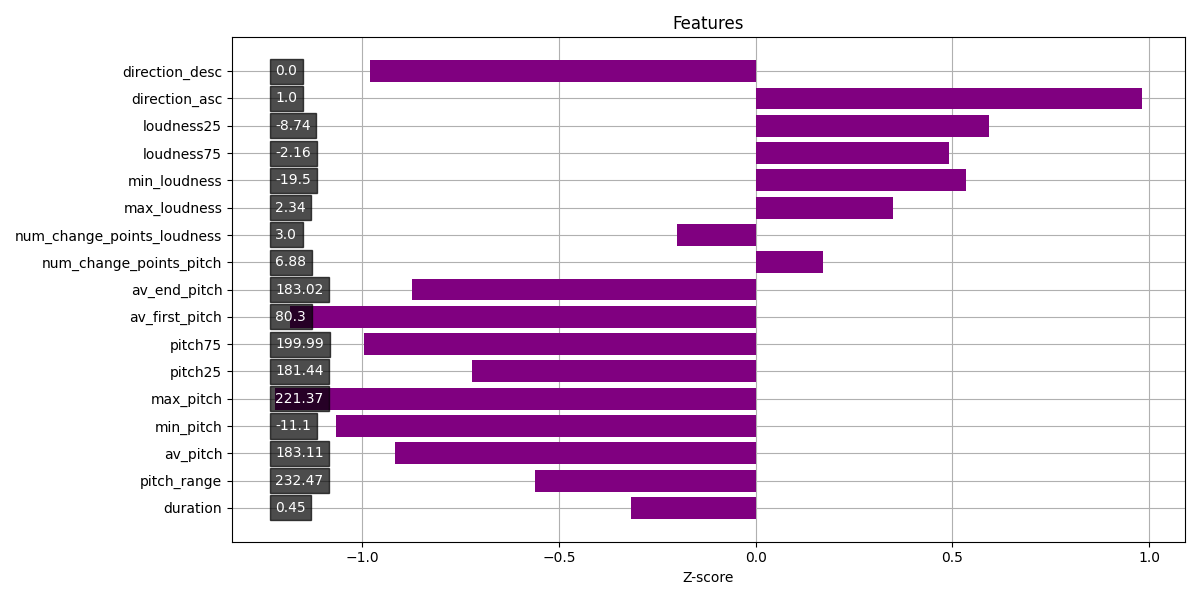 Features
direction_desc 0.0
direction_asc 1.0
loudness25 -8.74
loudness75 -2.16
min_loudness -19.5
max_loudness 2.34
num_change_points_loudness 3.0
num_change_points_pitch 6.88
av_end_pitch 183.02
av_first_pitch 80.3
pitch75 199.99
pitch25 181.44
max_pitch 221.37
min_pitch -11.1
av_pitch 183.11
pitch_range 232.47
duration 0.45
−1.0 −0.5 0.0 0.5 1.0
Z-score